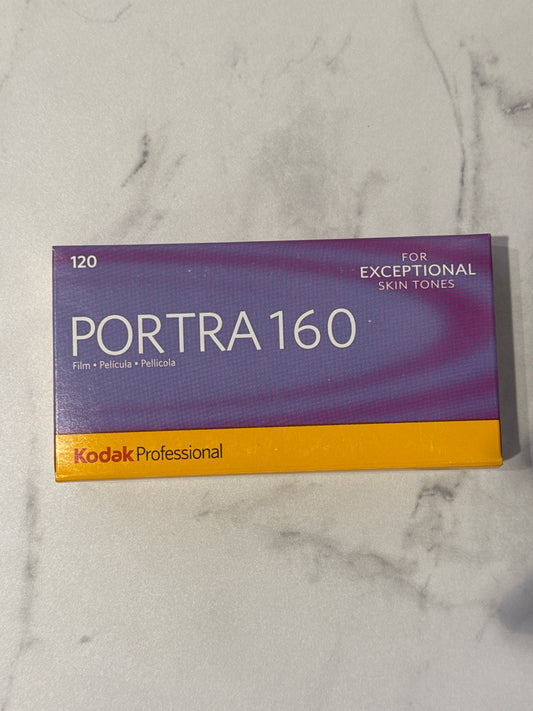 120
FOR
EXCEPTIONAL
SKIN TONES
PORTRA 160
Film • Película • Pellicola
Kodak Professional